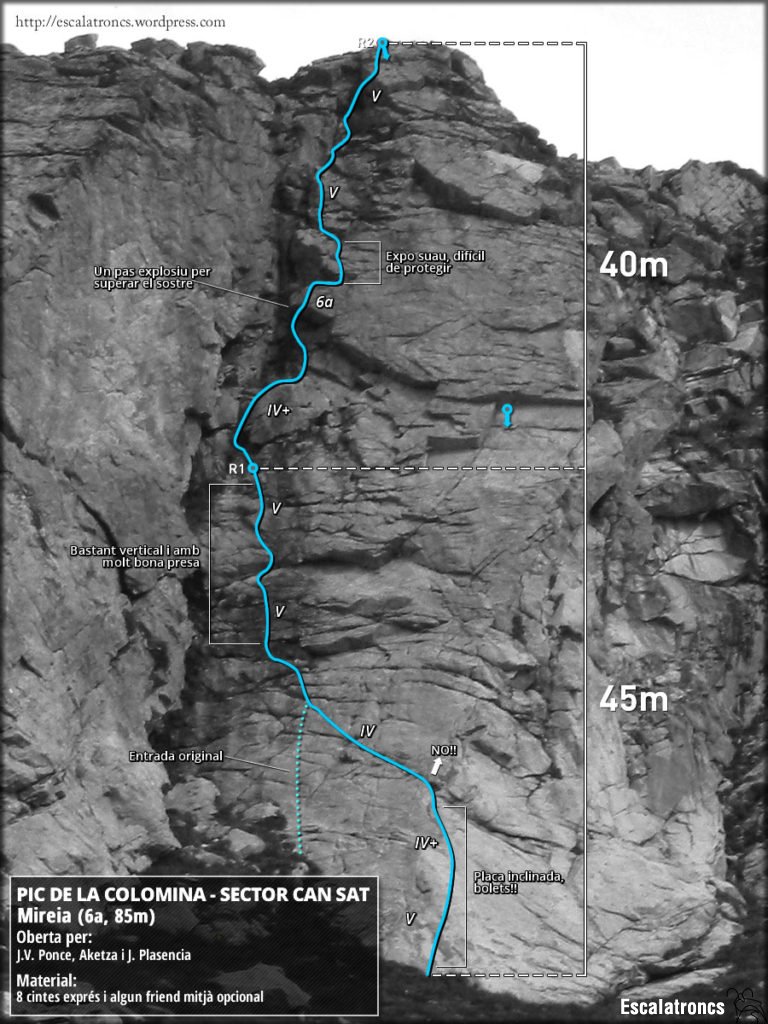 http://escalatroncs.wordpress.com
R2
V
V
40m
Expo suau, difícil
de protegir
Un pas explosiu per
superar el sostre
6a
IV+
R1
V
Bastant vertical i amb
molt bona presa
V
45m
IV
NO!!
Entrada original
IV+
Placa inclinada,
bolets!!
V
PIC DE LA COLOMINA - SECTOR CAN SAT
Mireia (6a, 85m)
Oberta per:
J.V. Ponce, Aketza i J. Plasencia
Material:
8 cintes exprés i algun friend mitjà opcional
Escalatroncs